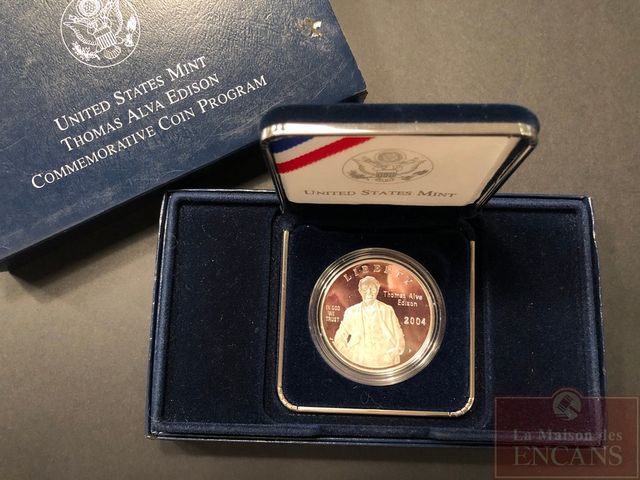 United States Mint
Thomas Alva Edison
Commemorative Coin Program
United States Mint
LIBERTY
Thomas Alva
Edison
IN GOD
WE
TRUST
2004
La Maison des
ENCANS